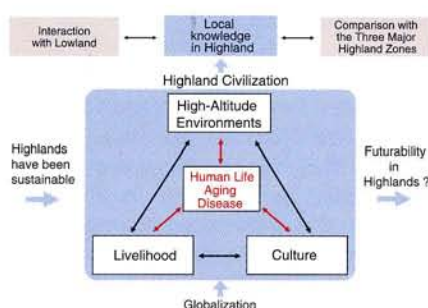 Interaction
with Lowland
Local
knowledge
in Highland
Comparison with
the Three Major
Highland Zones
Highland Civilization
High-Altitude
Environments
Highlands
have been
sustainable
Human Life
Aging
Disease
Futurability
in
Highlands ?
Livelihood
Culture
Globalization